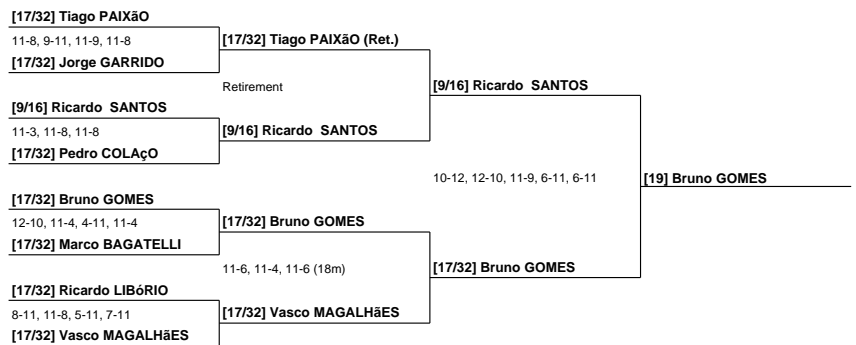 [17/32] Tiago PAIXãO
11-8, 9-11, 11-9, 11-8
[17/32] Jorge GARRIDO
[17/32] Tiago PAIXãO (Ret.)
Retirement
[9/16] Ricardo  SANTOS
[9/16] Ricardo  SANTOS
11-3, 11-8, 11-8
[17/32] Pedro COLAçO
[9/16] Ricardo  SANTOS
10-12, 12-10, 11-9, 6-11, 6-11
[19] Bruno GOMES
[17/32] Bruno GOMES
12-10, 11-4, 4-11, 11-4
[17/32] Marco BAGATELLI
[17/32] Bruno GOMES
11-6, 11-4, 11-6 (18m)
[17/32] Bruno GOMES
[17/32] Ricardo LIBóRIO
8-11, 11-8, 5-11, 7-11
[17/32] Vasco MAGALHãES
[17/32] Vasco MAGALHãES